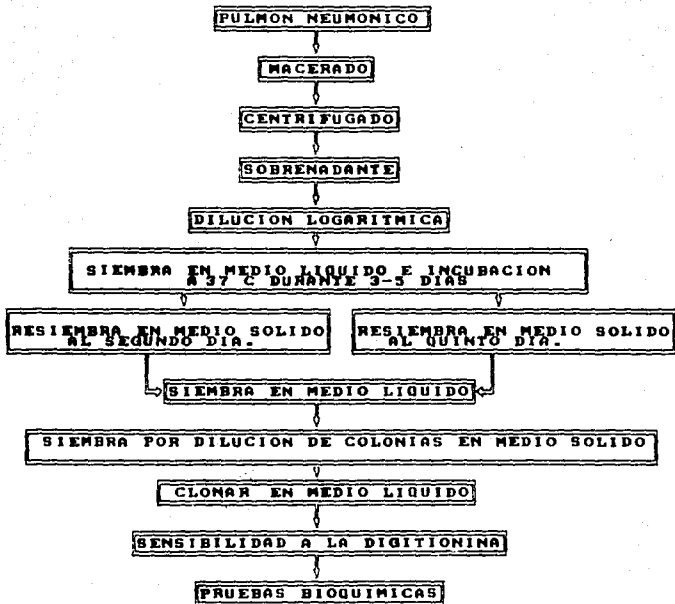 PULMON NEUMONICO
MACERADO
CENTRIFUGADO
SOBRENADANTE
DILUCION LOGARITMICA
SIEMBRA EN MEDIO LIQUIDO E INCUBACION
A 37 C DURANTE 3-5 DIAS
RESIEMBRA EN MEDIO SOLIDO
AL SEGUNDO DIA.
RESIEMBRA EN MEDIO SOLIDO
AL QUINTO DIA.
SIEMBRA EN MEDIO LIQUIDO
SIEMBRA POR DILUCION DE COLONIAS EN MEDIO SOLIDO
CLONAR EN MEDIO LIQUIDO
SENSIBILIDAD A LA DIGITIONINA
PRUEBAS BIOQUIMICAS